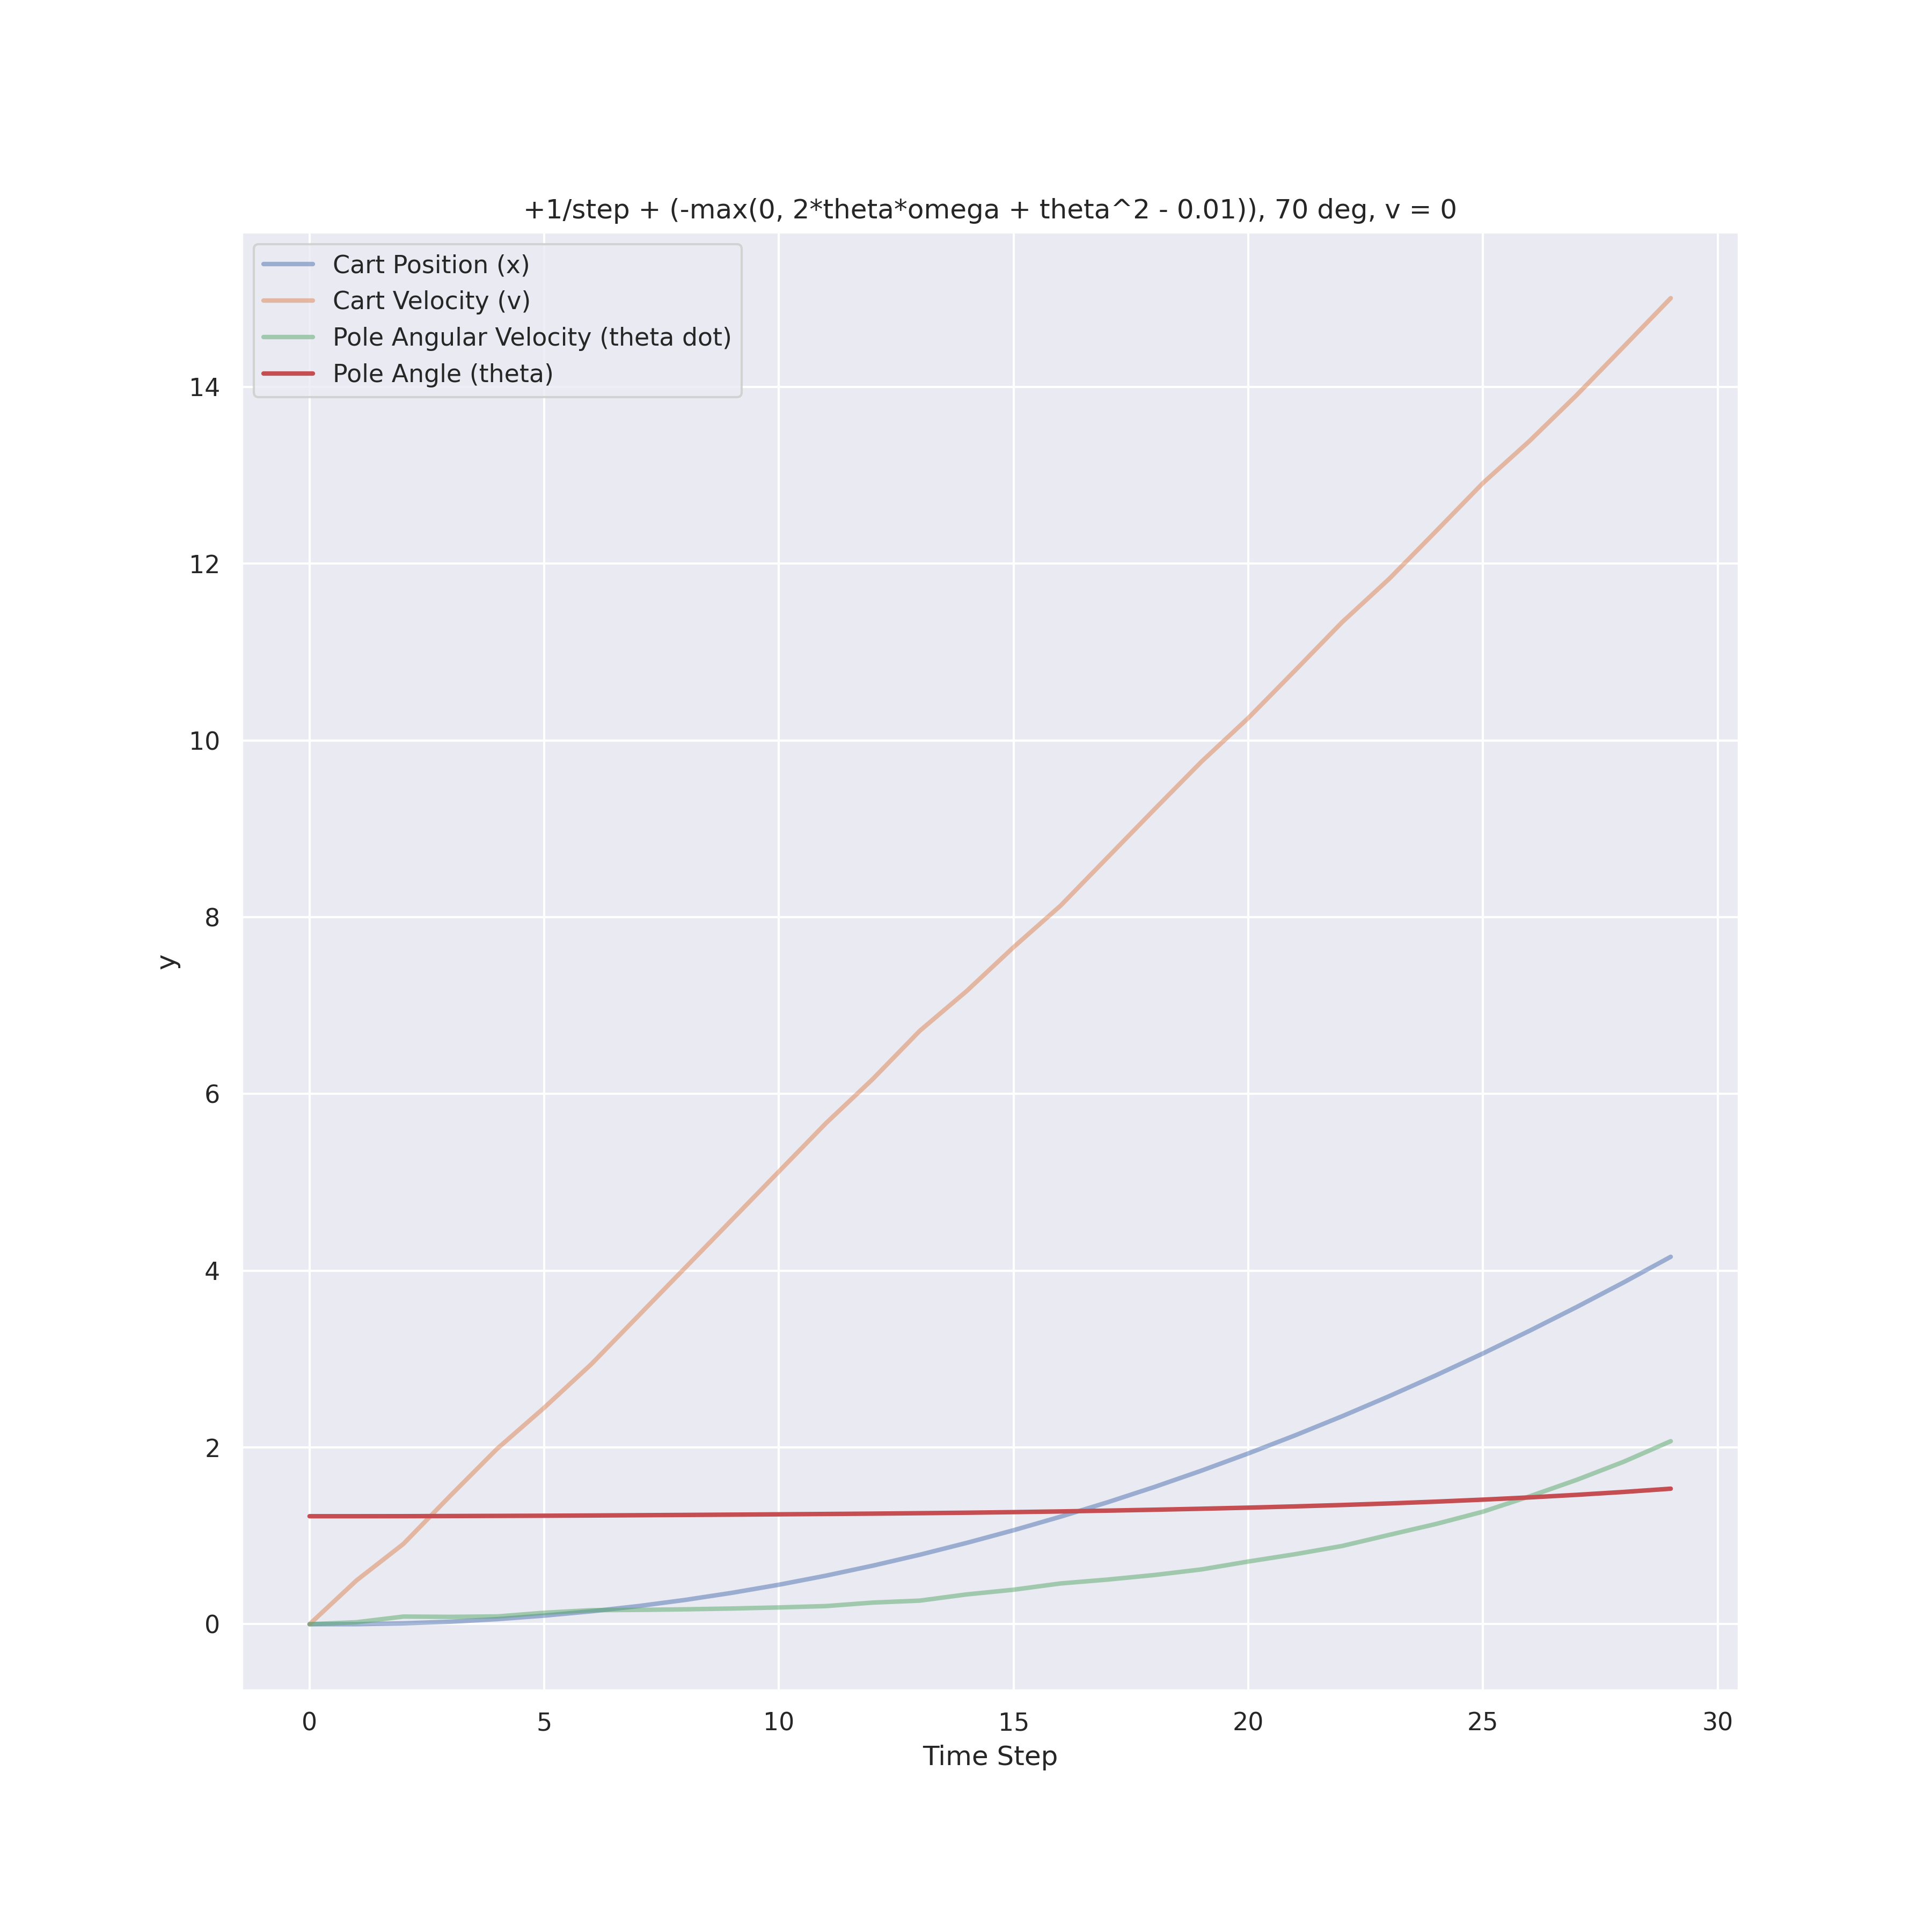 +1/step + (-max(0, 2*theta*omega + theta^2 - 0.01)), 70 deg, v = 0
Cart Position (x)
Cart Velocity (v)
Pole Angular Velocity (theta dot)
Pole Angle (theta)
14
12
10
8
6
4
2
0
y
0 5 10 15 20 25 30
Time Step